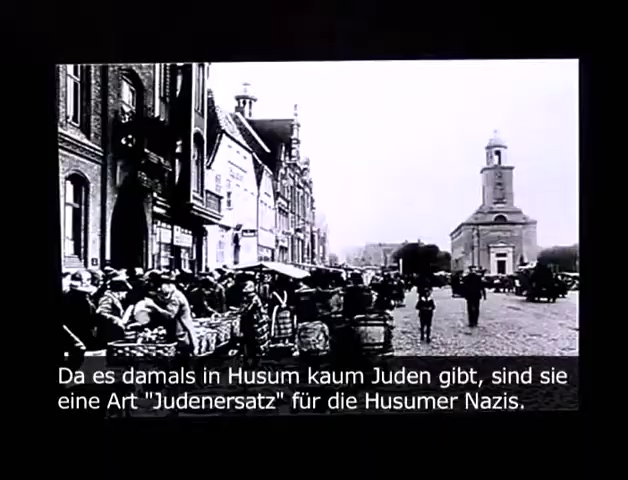 Da es damals in Husum kaum Juden gibt, sind sie
eine Art "Judenersatz" für die Husumer Nazis.